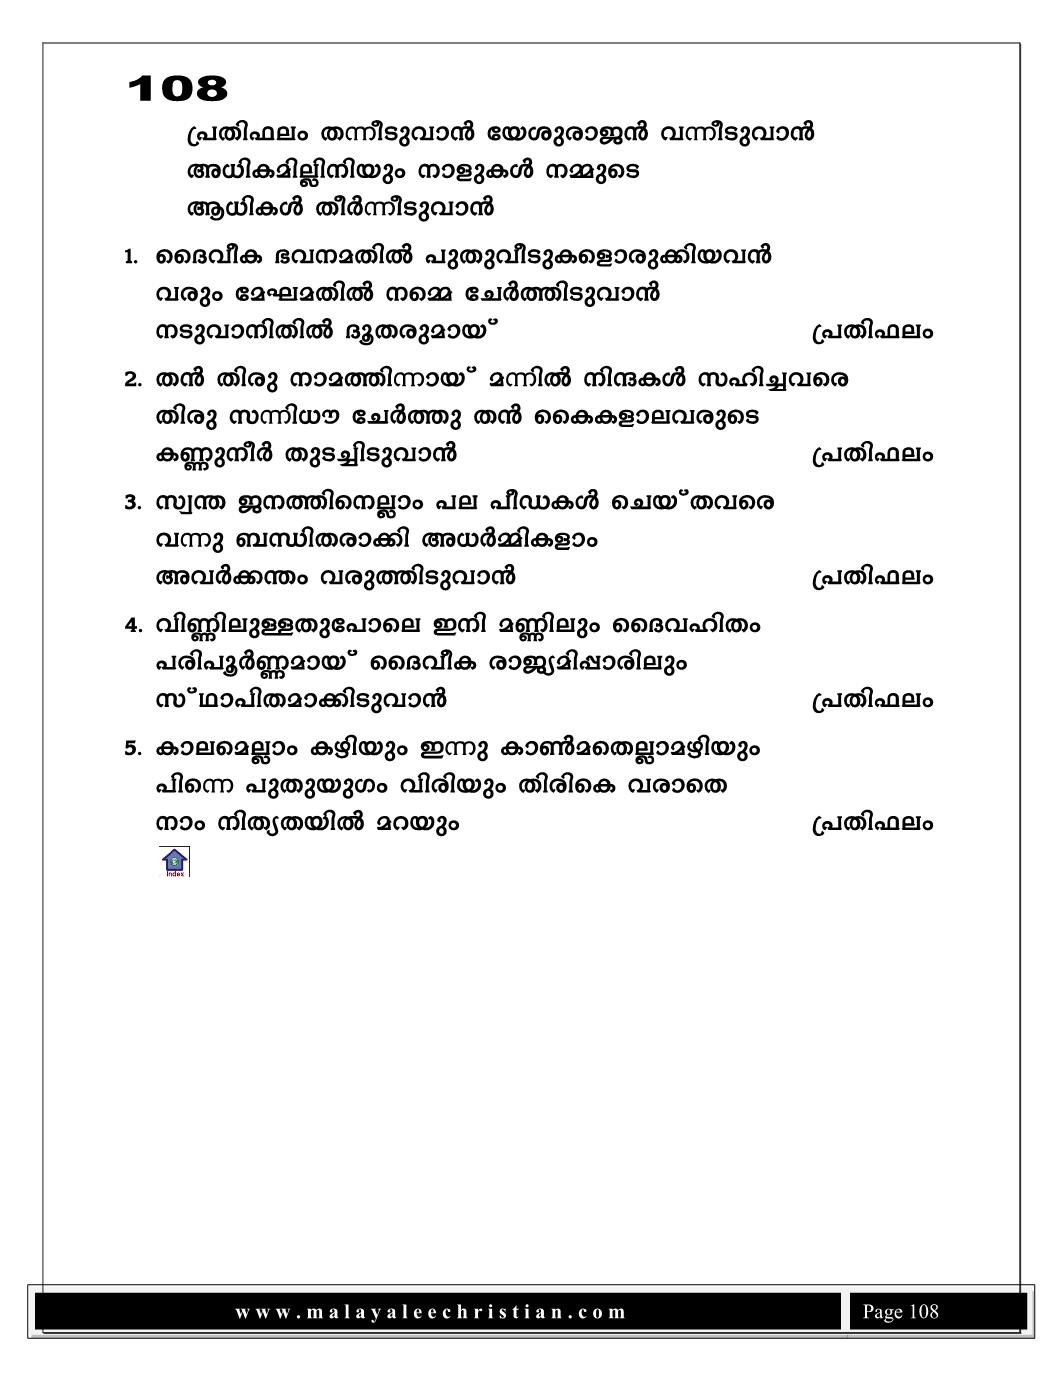 108
പ്രതിഫലം തന്നീടുവാൻ യേശുരാജൻ വന്നീടുവാൻ
അധികമില്ലിനിയും നാളുകൾ നമ്മുടെ
ആധികൾ തീർന്നീടുവാൻ
1. ദൈവീക ഭവനമതിൽ പുതുവീടുകളൊരുക്കിയവൻ
വരും മേഘമതിൽ നമ്മെ ചേർത്തിടുവാൻ
നടുവാനിതിൽ ദൂതരുമായ് പ്രതിഫലം
2. തൻ തിരു നാമത്തിന്നായ് മന്നിൽ നിന്ദകൾ സഹിച്ചവരെ
തിരു സന്നിധൗ ചേർത്തു തൻ കൈകളാലവരുടെ
കണ്ണുനീർ തുടച്ചിടുവാൻ പ്രതിഫലം
3. സ്വന്ത ജനത്തിനെല്ലാം പല പീഡകൾ ചെയ്തവരെ
വന്നു ബന്ധിതരാക്കി അധർമ്മികളാം
അവർക്കന്തം വരുത്തിടുവാൻ പ്രതിഫലം
4. വിണ്ണിലുള്ളതുപോലെ ഇനി മണ്ണിലും ദൈവഹിതം
പരിപൂർണ്ണമായ് ദൈവീക രാജ്യമിപ്പാരിലും
സ്ഥാപിതമാക്കിടുവാൻ പ്രതിഫലം
5. കാലമെല്ലാം കഴിയും ഇന്നു കാൺമതെല്ലാമഴിയും
പിന്നെ പുതുയുഗം വിരിയും തിരികെ വരാതെ
നാം നിത്യതയിൽ മറയും പ്രതിഫലം
Index
www.malayaleechristian.com Page 108